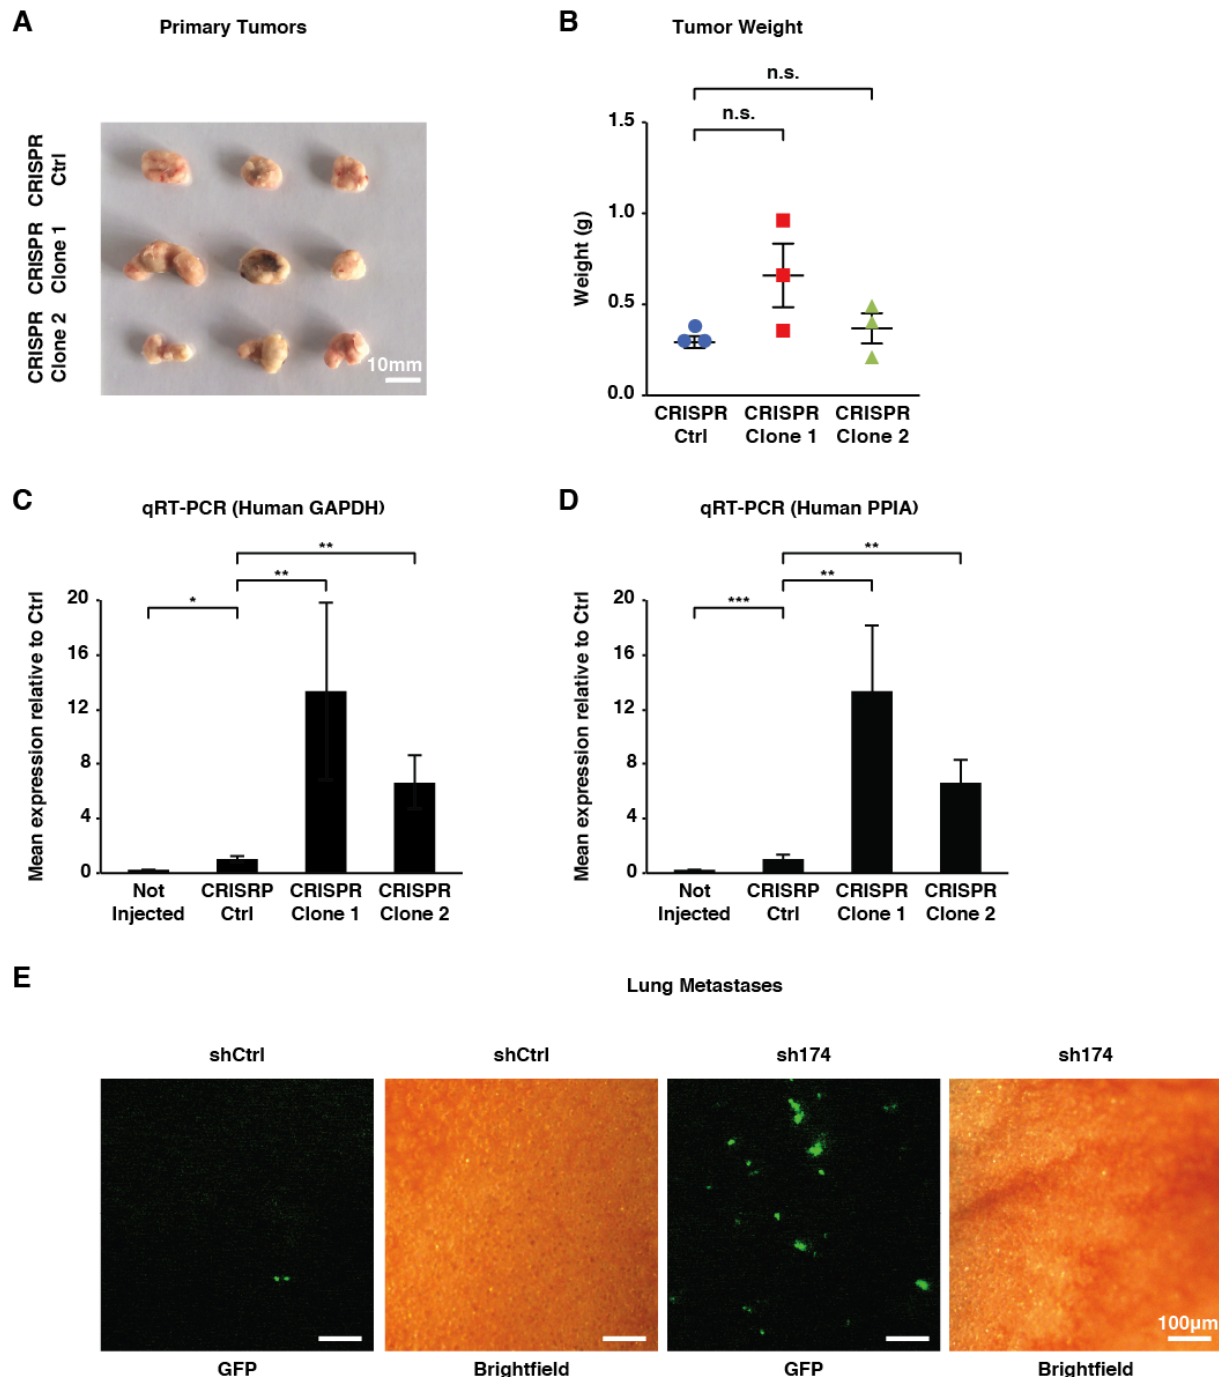 A
Primary Tumors
CRISPR
Ctrl
CRISPR
Clone 1
CRISPR
Clone 2
10mm
B
Tumor Weight
n.s.
n.s.
Weight (g)
1.5
1.0
0.5
0.0
CRISPR
Ctrl
CRISPR
Clone 1
CRISPR
Clone 2
C
qRT-PCR (Human GAPDH)
**
**
*
Mean expression relative to Ctrl
20
16
12
8
4
0
Not
Injected
CRISRP
Ctrl
CRISPR
Clone 1
CRISPR
Clone 2
D
qRT-PCR (Human PPIA)
**
**
***
Mean expression relative to Ctrl
20
16
12
8
4
0
Not
Injected
CRISRP
Ctrl
CRISPR
Clone 1
CRISPR
Clone 2
E
Lung Metastases
shCtrl
shCtrl
sh174
sh174
100µm
GFP
Brightfield
GFP
Brightfield